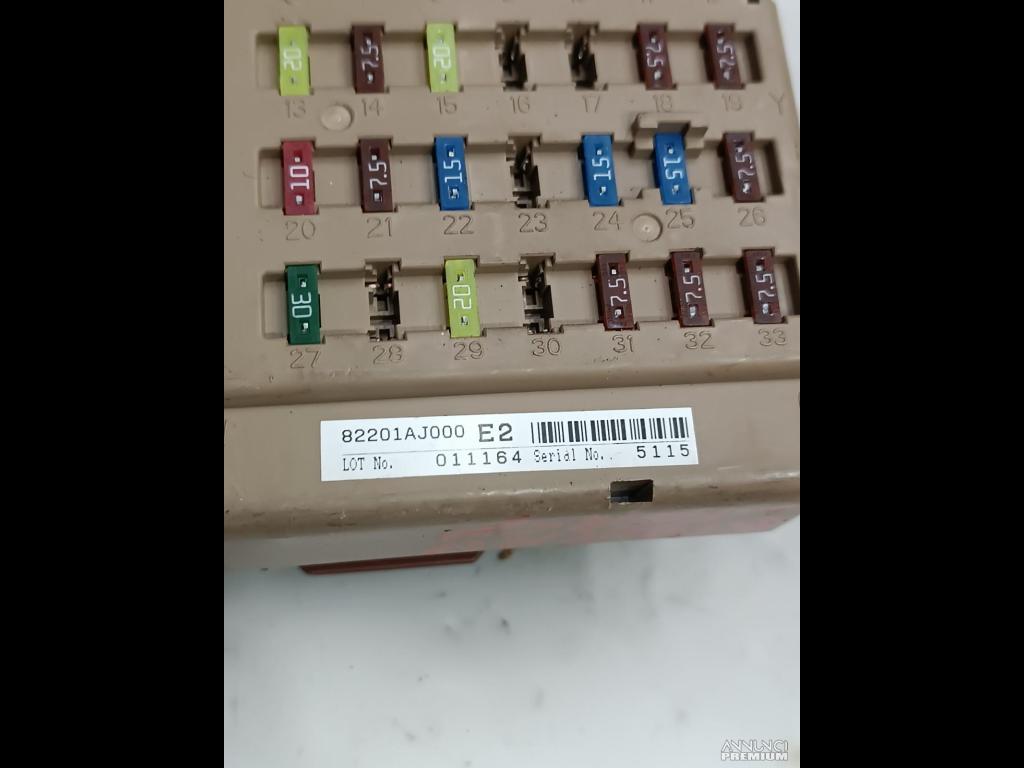 20 7.5 20 7.5 7.5
13 14 15 16 17 18 19 Y
10 7.5 15 15 15 7.5
20 21 22 23 24 25 26
30 20 7.5 7.5 7.5
27 28 29 30 31 32 33
82201AJ000 E2
LOT No. 011164 Serial No. 5115
ANNUNCI
PREMIUM